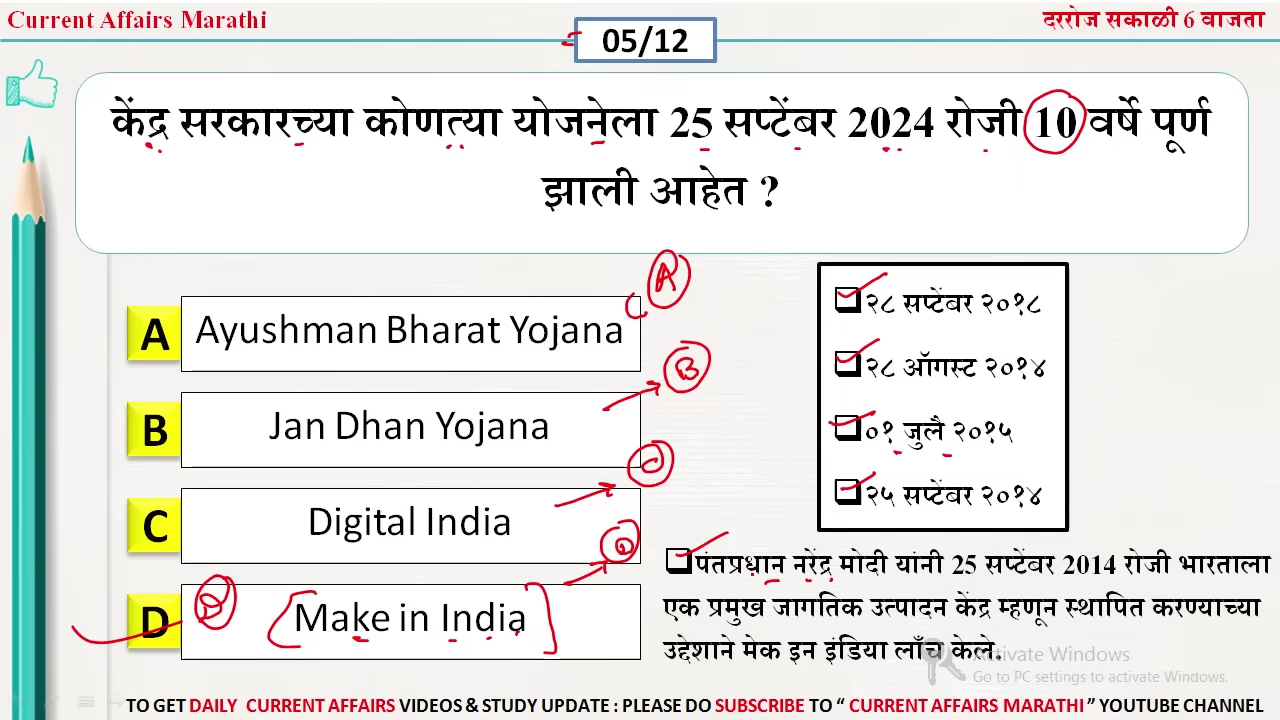 Current Affairs Marathi
दररोज सकाळी 6 वाजता
05/12
केंद्र सरकारच्या कोणत्या योजनेला 25 सप्टेंबर 2024 रोजी 10 वर्षे पूर्ण
झाली आहेत ?
A Ayushman Bharat Yojana
A
B Jan Dhan Yojana
B
C Digital India
C
D Make in India
D
D
२८ सप्टेंबर २०१८
२८ ऑगस्ट २०१४
०१ जुलै २०१५
२५ सप्टेंबर २०१४
पंतप्रधान नरेंद्र मोदी यांनी 25 सप्टेंबर 2014 रोजी भारताला
एक प्रमुख जागतिक उत्पादन केंद्र म्हणून स्थापित करण्याच्या
उद्देशाने मेक इन इंडिया लाँच केले.
Activate Windows
Go to PC settings to activate Windows.
TO GET DAILY CURRENT AFFAIRS VIDEOS & STUDY UPDATE : PLEASE DO SUBSCRIBE TO “ CURRENT AFFAIRS MARATHI ” YOUTUBE CHANNEL